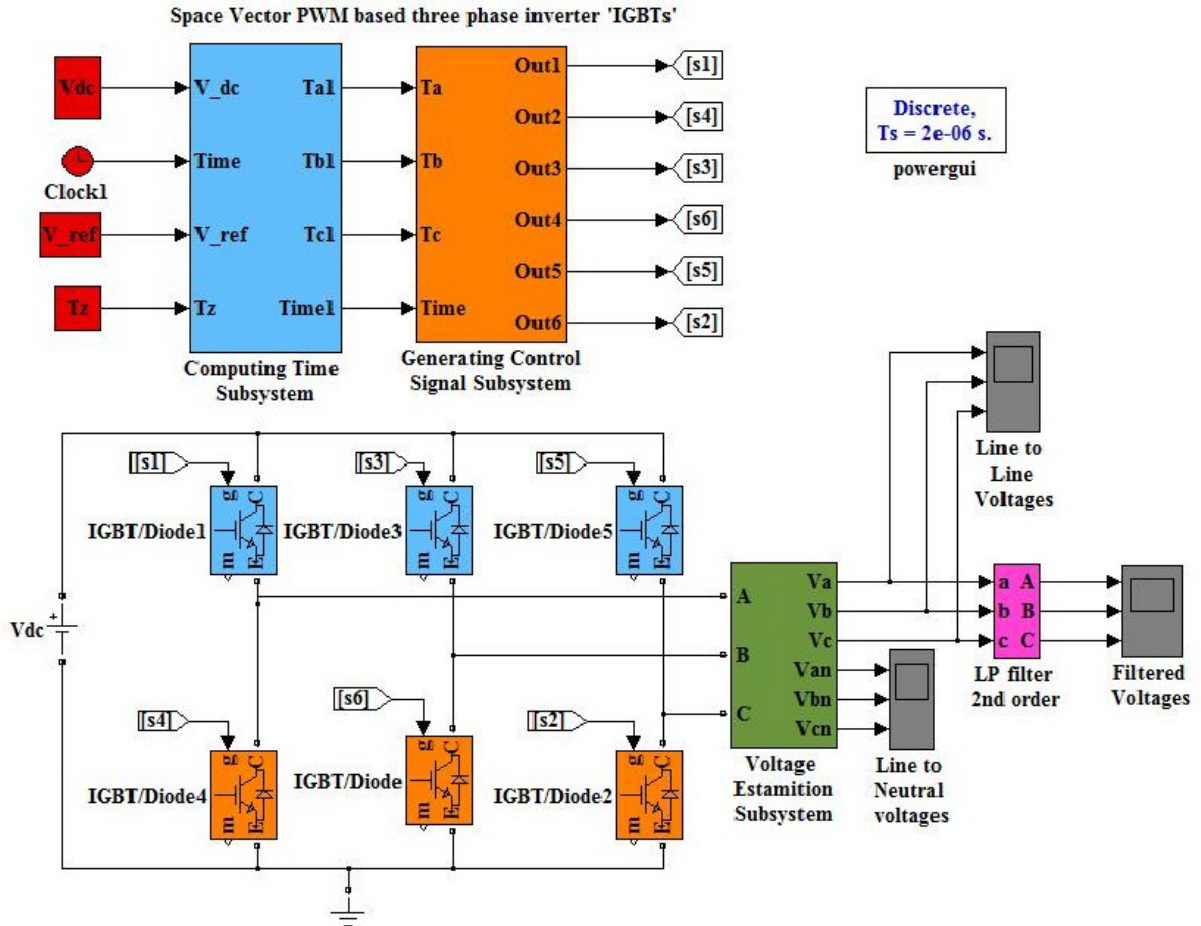 Space Vector PWM based three phase inverter 'IGBTs'
Vdc
Clock1
V_ref
Tz
V_dc
Time
V_ref
Tz
Ta1
Tb1
Tc1
Time1
Computing Time
Subsystem
Ta
Tb
Tc
Time
Out1
Out2
Out3
Out4
Out5
Out6
Generating Control
Signal Subsystem
[s1]
[s4]
[s3]
[s6]
[s5]
[s2]
Discrete,
Ts = 2e-06 s.
powergui
Line to
Line
Voltages
[s1]
[s3]
[s5]
g C
m E
IGBT/Diode1
g C
m E
IGBT/Diode3
g C
m E
IGBT/Diode5
+
Vdc
[s4]
[s6]
[s2]
g C
m E
IGBT/Diode4
g C
m E
IGBT/Diode
g C
m E
IGBT/Diode2
A
B
C
Va
Vb
Vc
Van
Vbn
Vcn
Voltage
Estamition
Subsystem
Line to
Neutral
voltages
a A
b B
c C
LP filter
2nd order
Filtered
Voltages